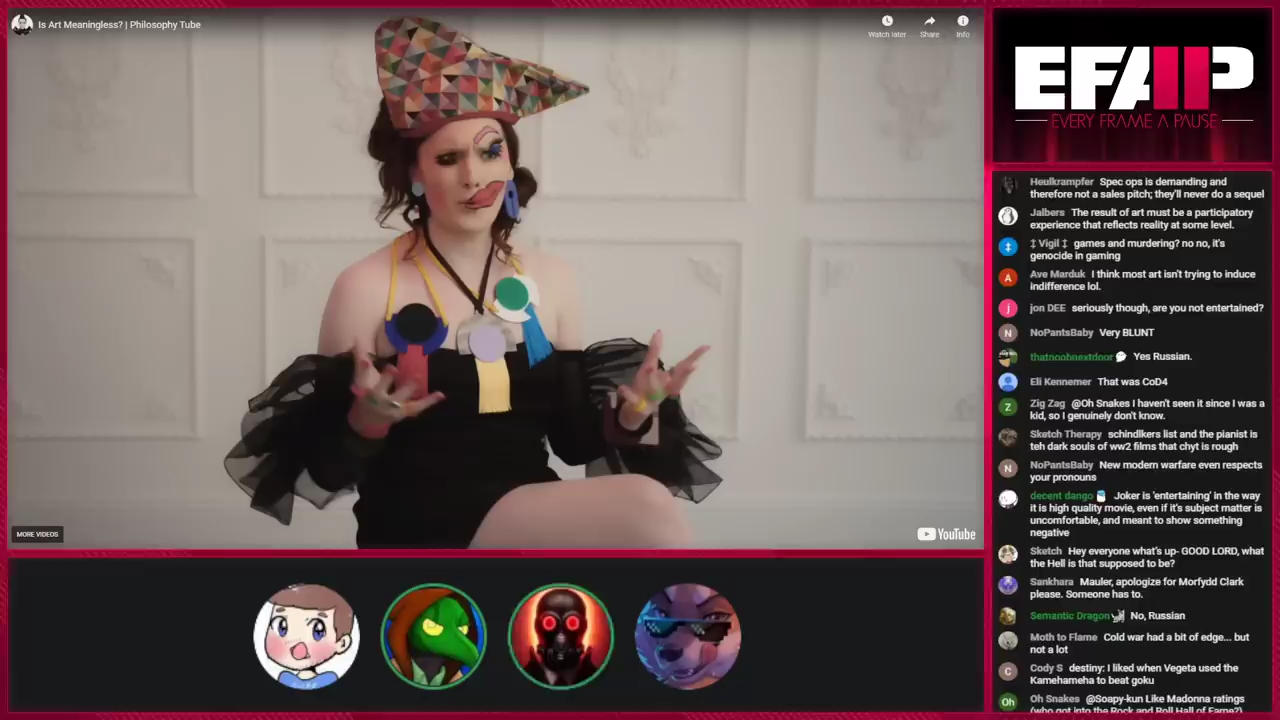 Is Art Meaningless? | Philosophy Tube
Watch later
Share
Info
MORE VIDEOS
YouTube
EFAP
EVERY FRAME A PAUSE
Heulkrampfer Spec ops is demanding and
therefore not a sales pitch; they'll never do a sequel
Jalbers The result of art must be a participatory
experience that reflects reality at some level.
‡ Vigil ‡ games and murdering? no no, it's
genocide in gaming
A
Ave Marduk I think most art isn't trying to induce
indifference lol.
j
jon DEE seriously though, are you not entertained?
N
NoPantsBaby Very BLUNT
thatnoobnextdoor Yes Russian.
Eli Kennemer That was CoD4
Z
Zig Zag @Oh Snakes I haven't seen it since I was a
kid, so I genuinely don't know.
Sketch Therapy schindlkers list and the pianist is
teh dark souls of ww2 films that chyt is rough
N
NoPantsBaby New modern warfare even respects
your pronouns
decent dango Joker is 'entertaining' in the way
it is high quality movie, even if it's subject matter is
uncomfortable, and meant to show something
negative
Sketch Hey everyone what's up- GOOD LORD, what
the Hell is that supposed to be?
Sankhara Mauler, apologize for Morfydd Clark
please. Someone has to.
Semantic Dragon No, Russian
Moth to Flame Cold war had a bit of edge... but
not a lot
C
Cody S destiny: I liked when Vegeta used the
Kamehameha to beat goku
Oh
Oh Snakes @Soapy-kun Like Madonna ratings
(who got into the Rock and Roll Hall of Fame?)